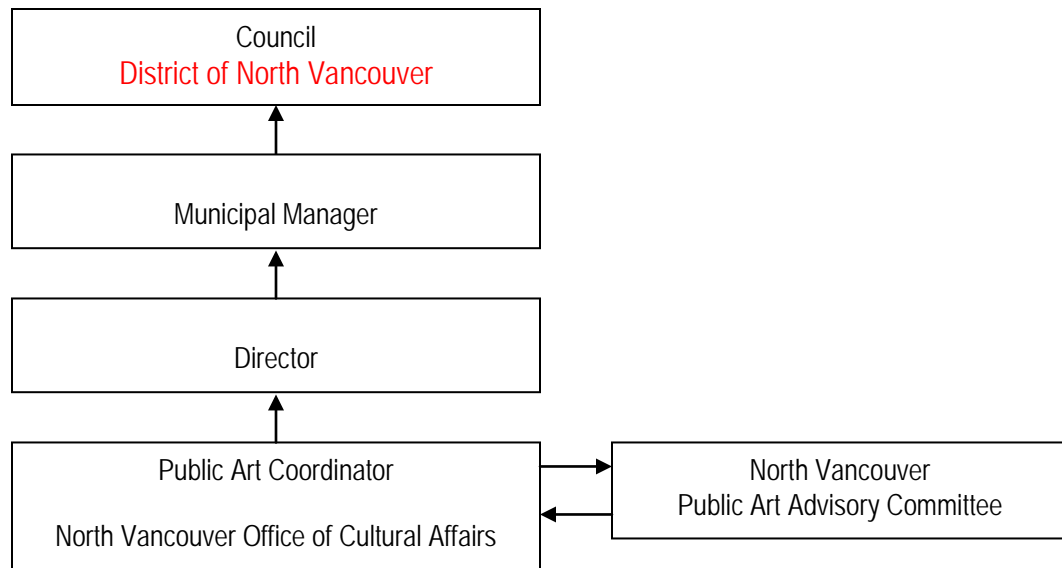 Council
District of North Vancouver
Municipal Manager
Director
Public Art Coordinator
North Vancouver Office of Cultural Affairs
North Vancouver
Public Art Advisory Committee